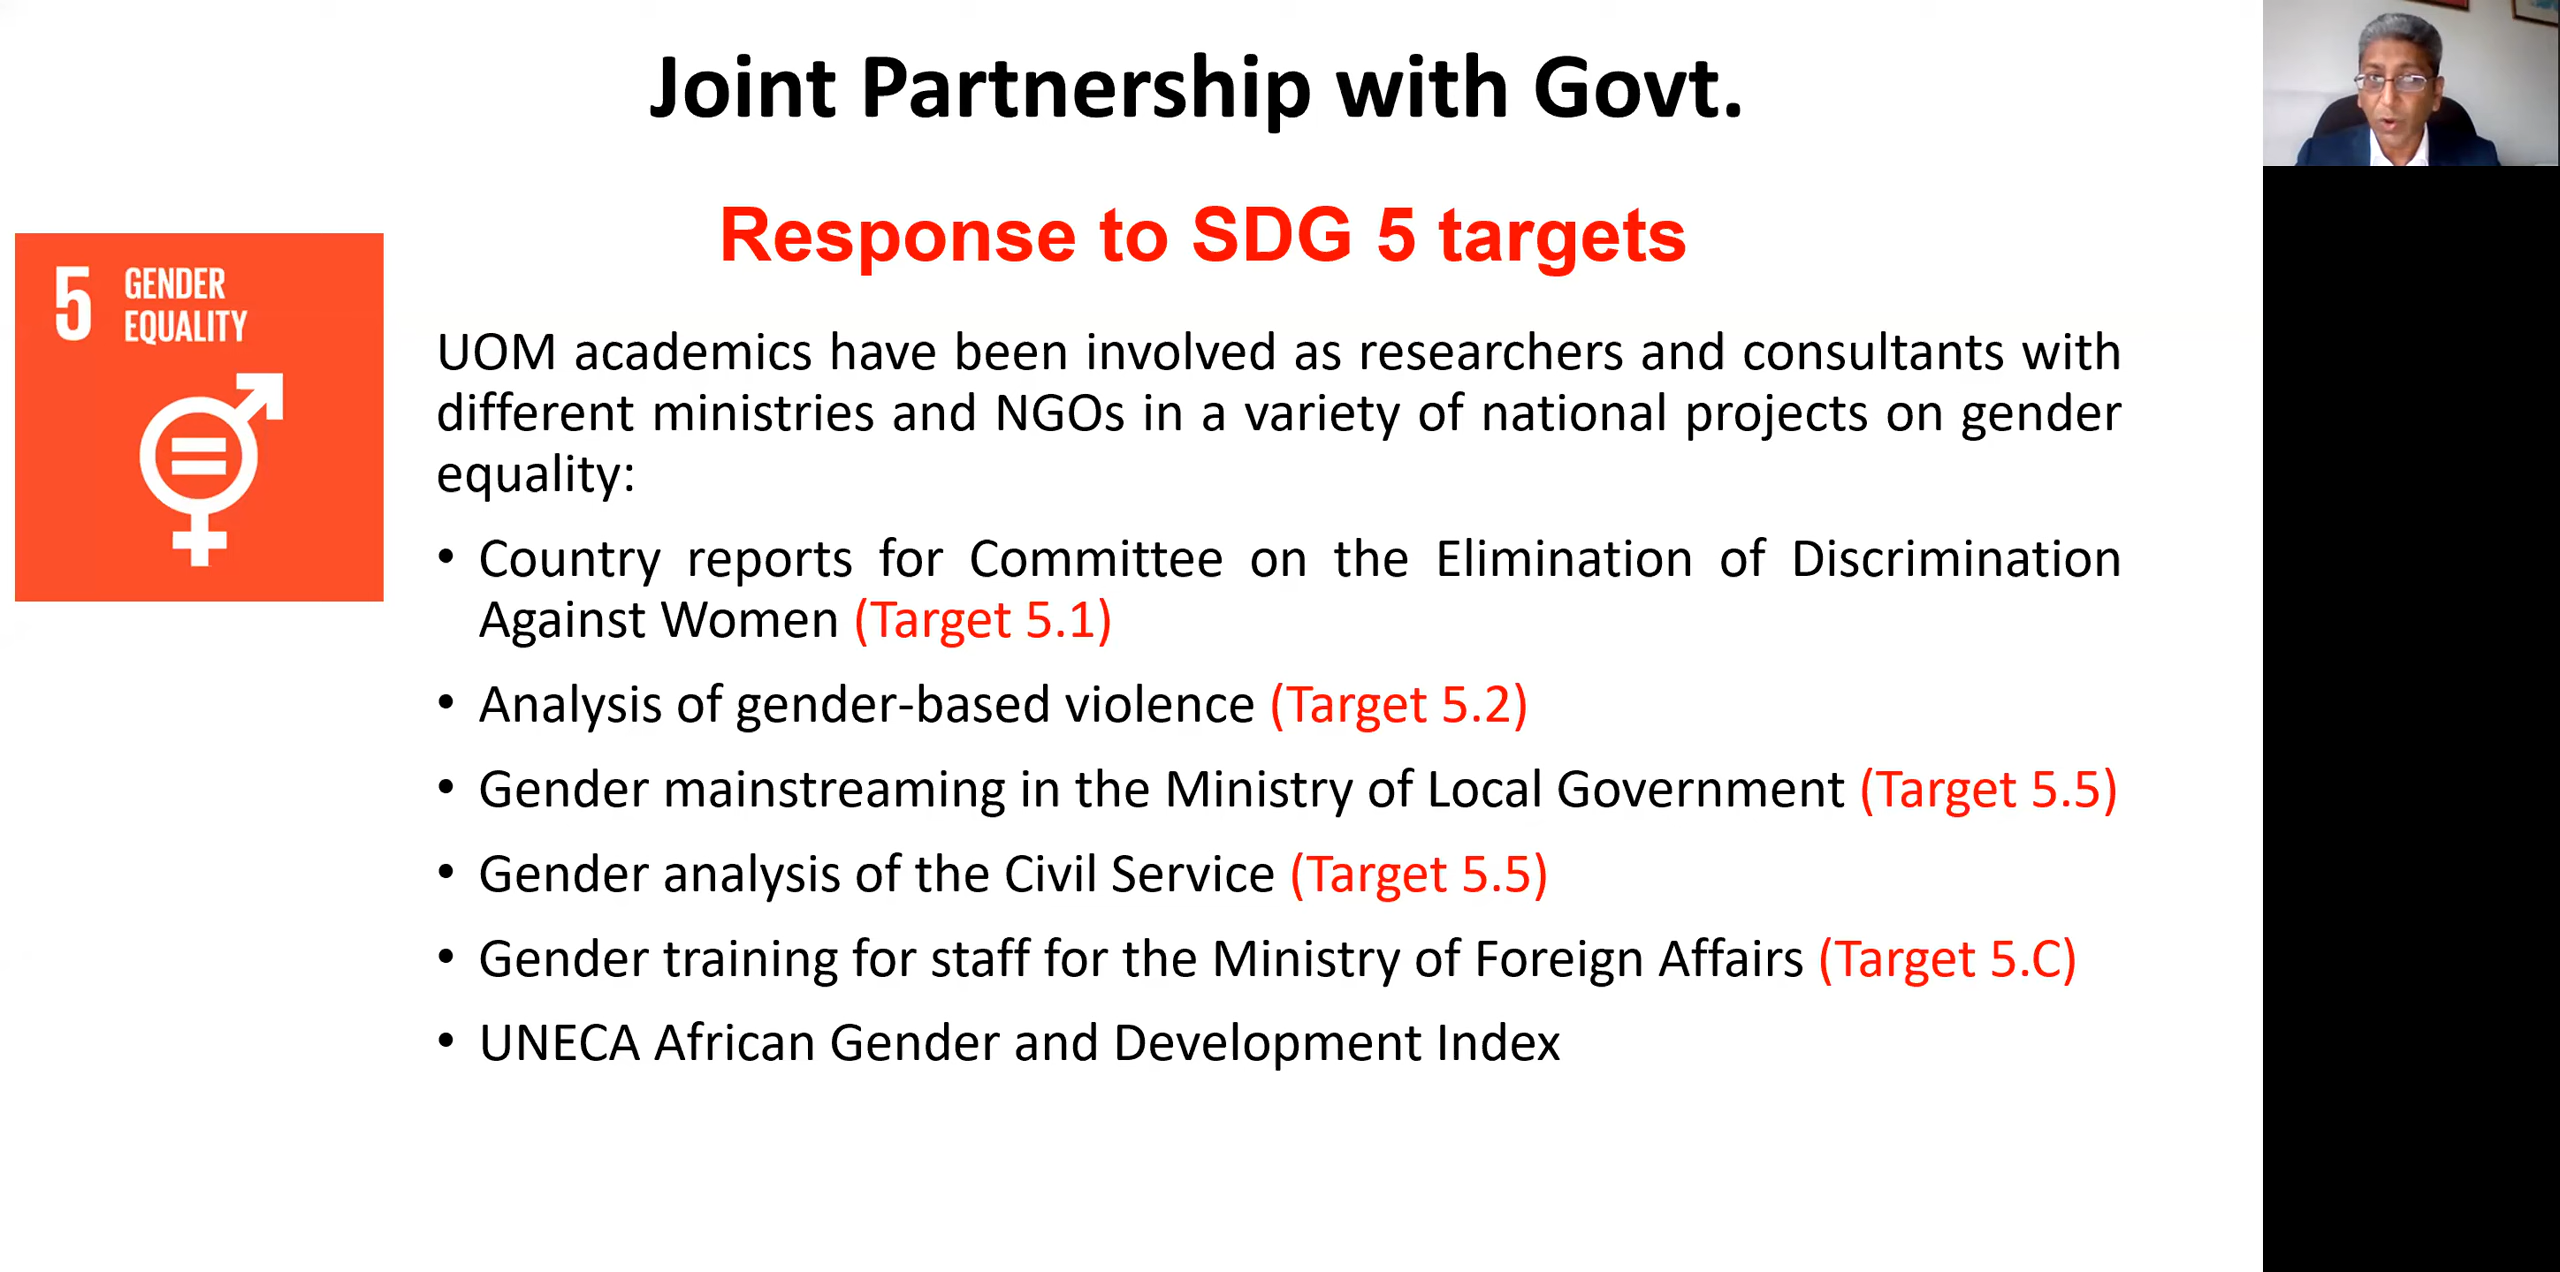 Joint Partnership with Govt.
Response to SDG 5 targets
5 GENDER
EQUALITY
UOM academics have been involved as researchers and consultants with
different ministries and NGOs in a variety of national projects on gender
equality:
• Country reports for Committee on the Elimination of Discrimination
Against Women (Target 5.1)
• Analysis of gender-based violence (Target 5.2)
• Gender mainstreaming in the Ministry of Local Government (Target 5.5)
• Gender analysis of the Civil Service (Target 5.5)
• Gender training for staff for the Ministry of Foreign Affairs (Target 5.C)
• UNECA African Gender and Development Index